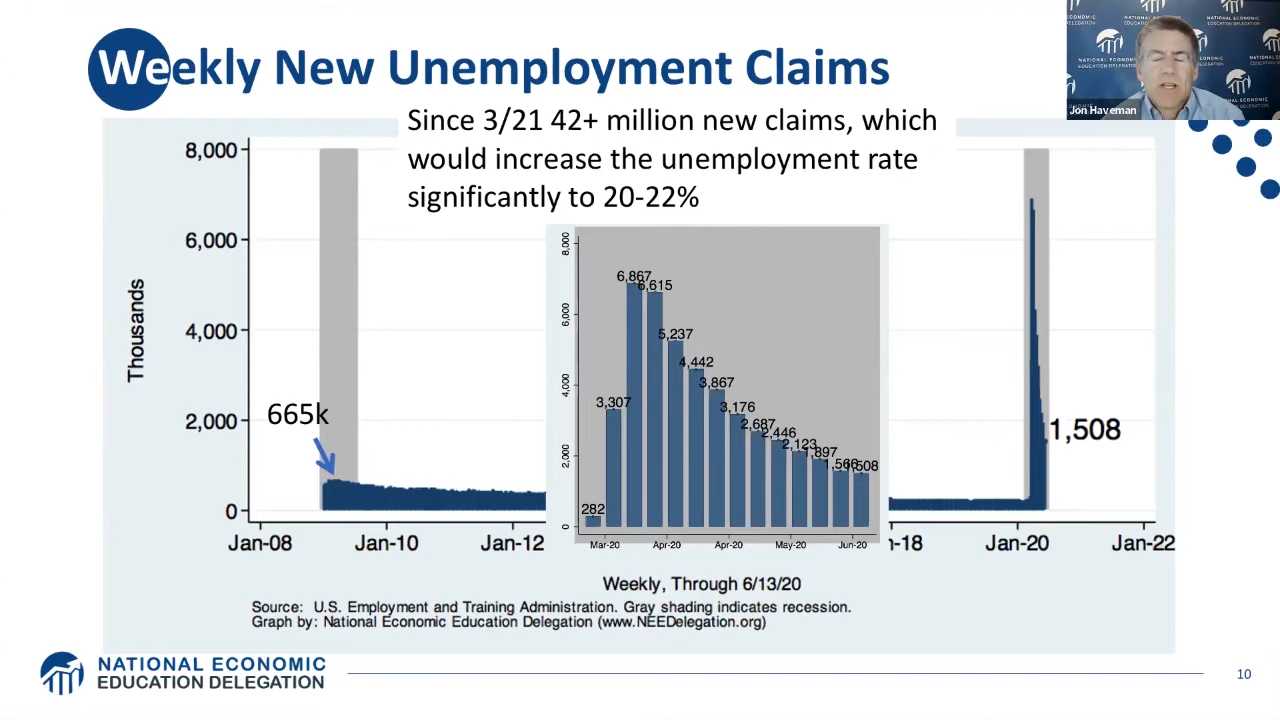 Weekly New Unemployment Claims
Jon Haveman
Since 3/21 42+ million new claims, which
would increase the unemployment rate
significantly to 20-22%
Thousands
8,000
6,000
4,000
2,000
0
665k
1,508
8,000
6,000
4,000
2,000
0
282
3,307
6,867
6,615
5,237
4,442
3,867
3,176
2,687
2,446
2,123
1,897
1,566
1,508
Mar-20
Apr-20
Apr-20
May-20
Jun-20
Jan-08
Jan-10
Jan-12
n-18
Jan-20
Jan-22
Weekly, Through 6/13/20
Source: U.S. Employment and Training Administration. Gray shading indicates recession.
Graph by: National Economic Education Delegation (www.NEEDelegation.org)
NATIONAL ECONOMIC
EDUCATION DELEGATION
10